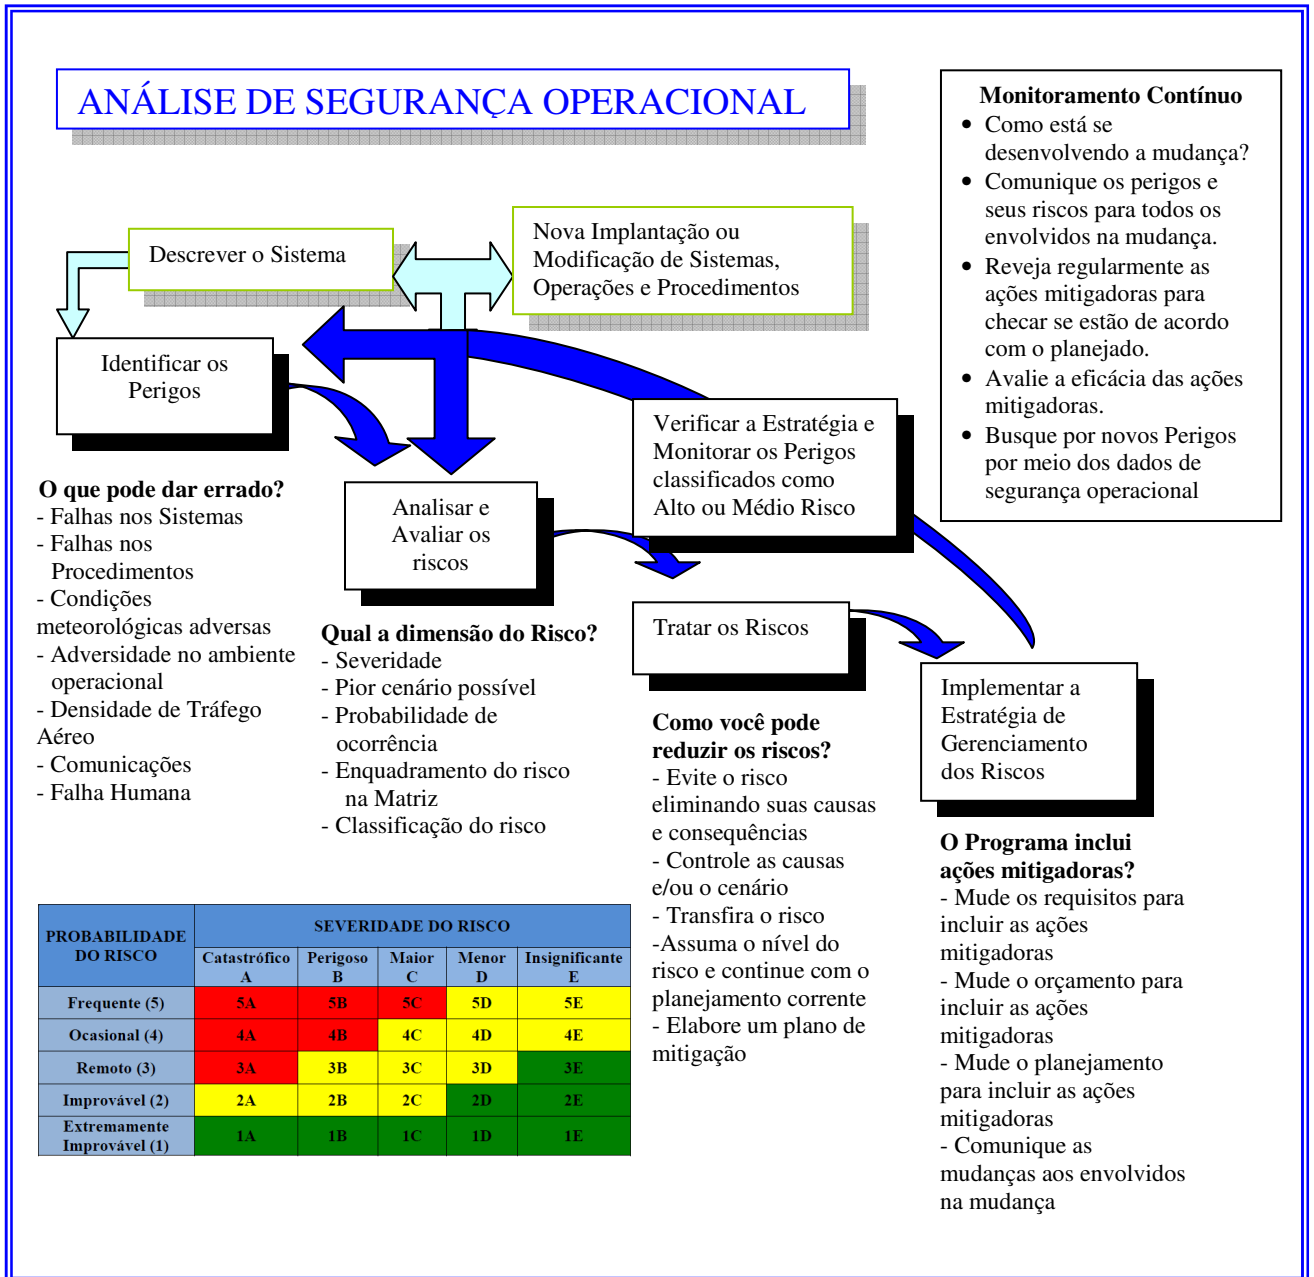 ANÁLISE DE SEGURANÇA OPERACIONAL
Monitoramento Contínuo
• Como está se
desenvolvendo a mudança?
• Comunique os perigos e
seus riscos para todos os
envolvidos na mudança.
• Reveja regularmente as
ações mitigadoras para
checar se estão de acordo
com o planejado.
• Avalie a eficácia das ações
mitigadoras.
• Busque por novos Perigos
por meio dos dados de
segurança operacional
Descrever o Sistema
Nova Implantação ou
Modificação de Sistemas,
Operações e Procedimentos
Identificar os
Perigos
O que pode dar errado?
- Falhas nos Sistemas
- Falhas nos
Procedimentos
- Condições
meteorológicas adversas
- Adversidade no ambiente
operacional
- Densidade de Tráfego
Aéreo
- Comunicações
- Falha Humana
Analisar e
Avaliar os
riscos
Qual a dimensão do Risco?
- Severidade
- Pior cenário possível
- Probabilidade de
ocorrência
- Enquadramento do risco
na Matriz
- Classificação do risco
Verificar a Estratégia e
Monitorar os Perigos
classificados como
Alto ou Médio Risco
Tratar os Riscos
Como você pode
reduzir os riscos?
- Evite o risco
eliminando suas causas
e consequências
- Controle as causas
e/ou o cenário
- Transfira o risco
-Assuma o nível do
risco e continue com o
planejamento corrente
- Elabore um plano de
mitigação
Implementar a
Estratégia de
Gerenciamento
dos Riscos
O Programa inclui
ações mitigadoras?
- Mude os requisitos para
incluir as ações
mitigadoras
- Mude o orçamento para
incluir as ações
mitigadoras
- Mude o planejamento
para incluir as ações
mitigadoras
- Comunique as
mudanças aos envolvidos
na mudança
PROBABILIDADE
DO RISCO
SEVERIDADE DO RISCO
Catastrófico Perigoso Maior Menor Insignificante
A B C D E
Frequente (5) 5A 5B 5C 5D 5E
Ocasional (4) 4A 4B 4C 4D 4E
Remoto (3) 3A 3B 3C 3D 3E
Improvável (2) 2A 2B 2C 2D 2E
Extremamente
Improvável (1) 1A 1B 1C 1D 1E